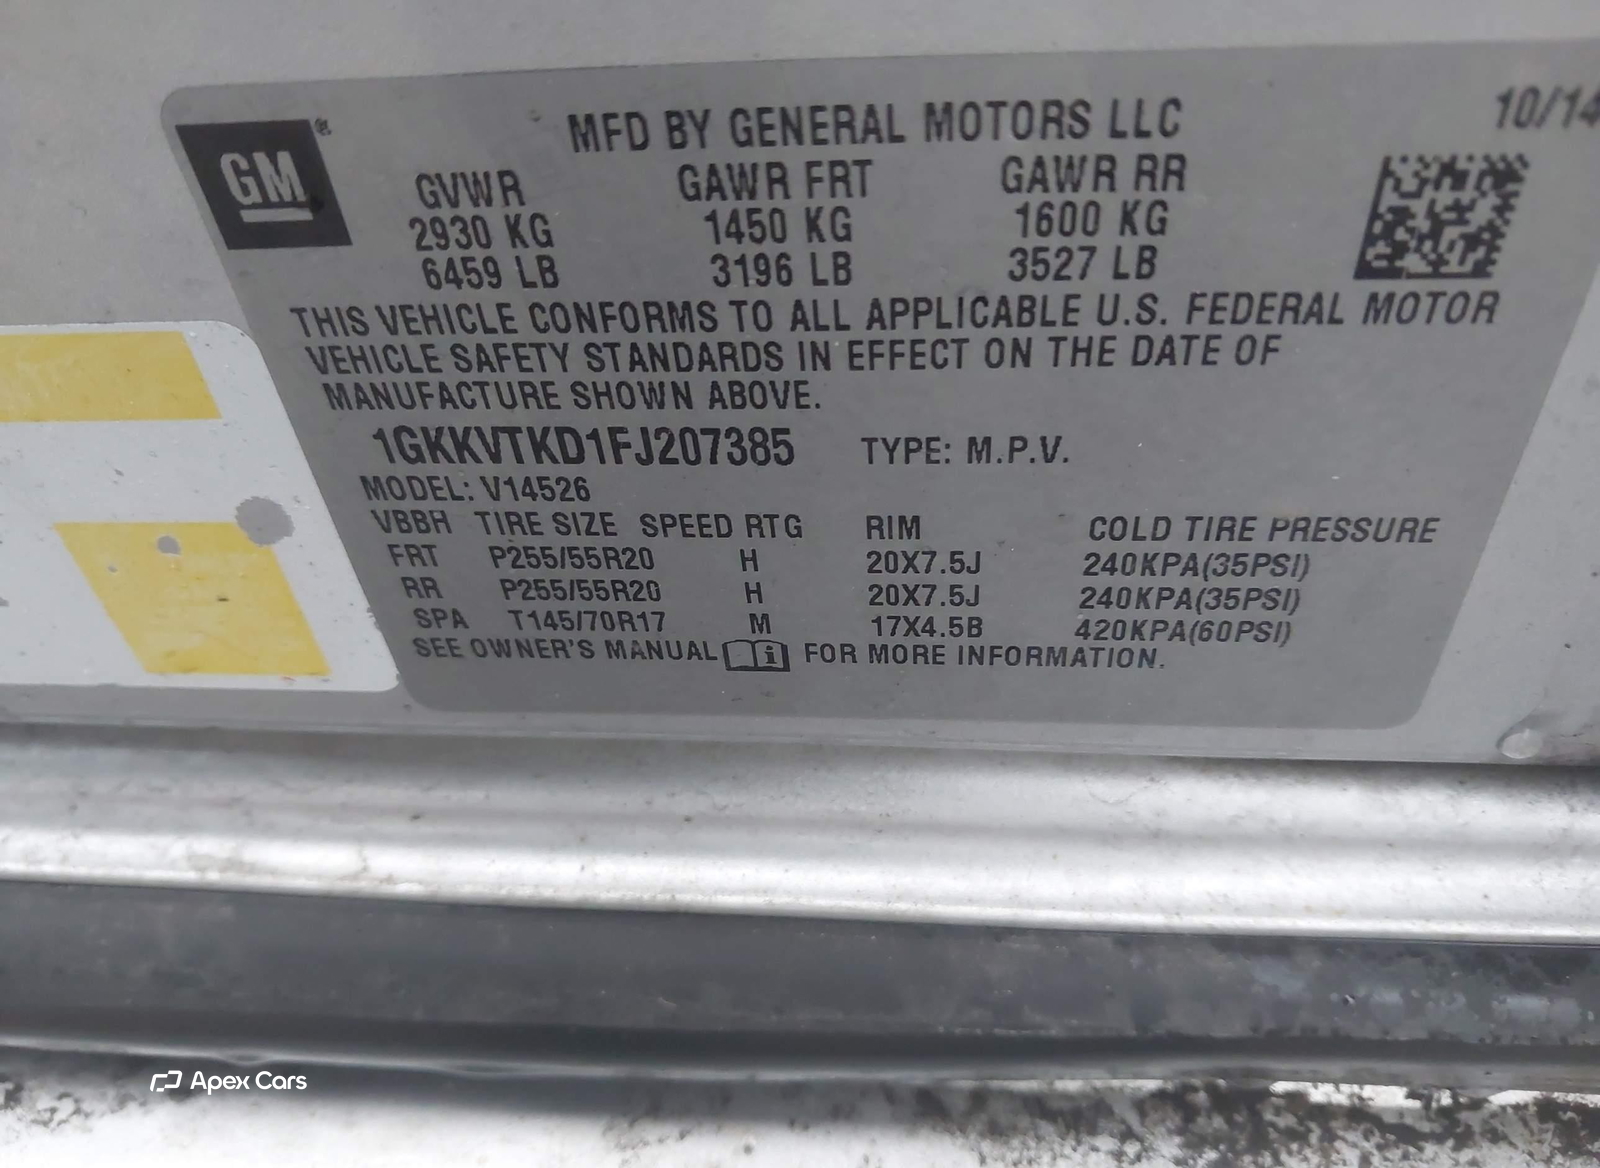 GM®
MFD BY GENERAL MOTORS LLC 10/14
GVWR GAWR FRT GAWR RR
2930 KG 1450 KG 1600 KG
6459 LB 3196 LB 3527 LB
THIS VEHICLE CONFORMS TO ALL APPLICABLE U.S. FEDERAL MOTOR
VEHICLE SAFETY STANDARDS IN EFFECT ON THE DATE OF
MANUFACTURE SHOWN ABOVE.
1GKKVTKD1FJ207385 TYPE: M.P.V.
MODEL: V14526
VBBH TIRE SIZE SPEED RTG RIM COLD TIRE PRESSURE
FRT P255/55R20 H 20X7.5J 240KPA(35PSI)
RR P255/55R20 H 20X7.5J 240KPA(35PSI)
SPA T145/70R17 M 17X4.5B 420KPA(60PSI)
SEE OWNER'S MANUAL i FOR MORE INFORMATION.
Apex Cars